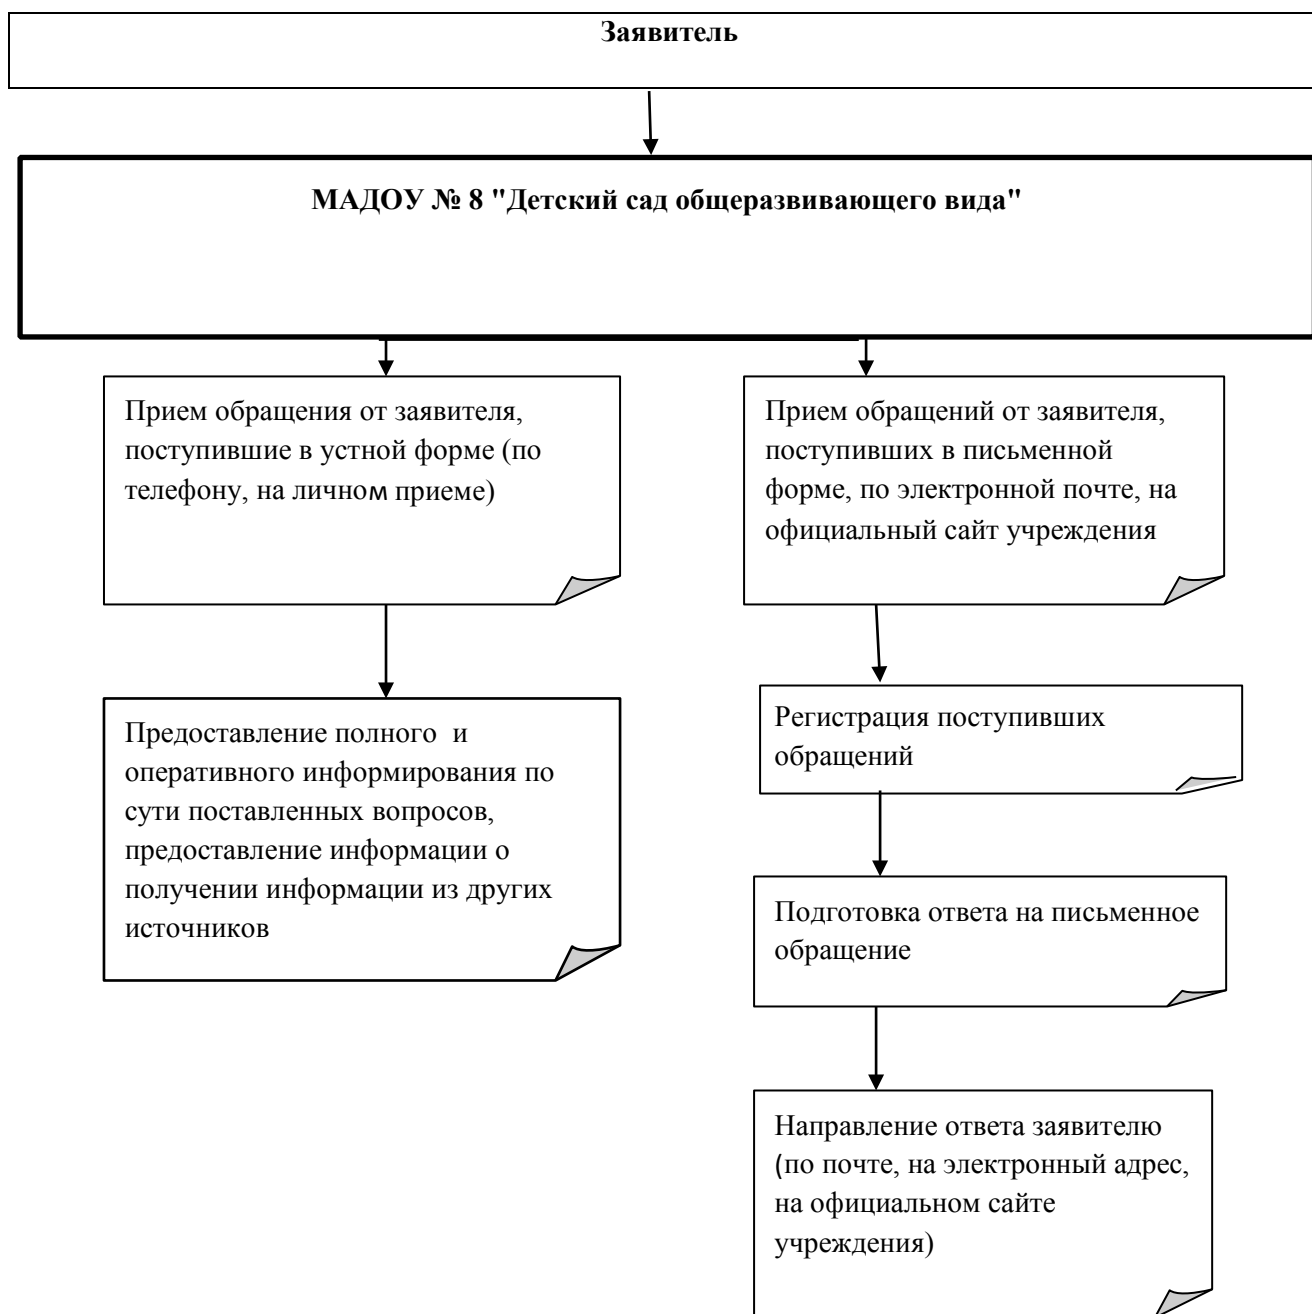 Заявитель
МАДОУ № 8 "Детский сад общеразвивающего вида"
Прием обращения от заявителя,
поступившие в устной форме (по
телефону, на личном приеме)
Прием обращений от заявителя,
поступивших в письменной
форме, по электронной почте, на
официальный сайт учреждения
Предоставление полного и
оперативного информирования по
сути поставленных вопросов,
предоставление информации о
получении информации из других
источников
Регистрация поступивших
обращений
Подготовка ответа на письменное
обращение
Направление ответа заявителю
(по почте, на электронный адрес,
на официальном сайте
учреждения)